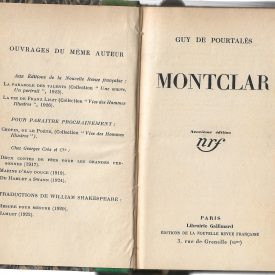 OUVRAGES DU MÊME AUTEUR
Aux Éditions de la Nouvelle Revue française :
LA PARABOLE DES TALENTS (Collection "Une œuvre,
Un portrait", 1923).
LA VIE DE FRANZ LISZT (Collection "Vies des Hommes
Illustres", 1925).
POUR PARAITRE PROCHAINEMENT :
CHOPIN, OU LE POÈTE, (Collection "Vies des Hommes
Illustres").
Chez Georges Crès et Cie :
DEUX CONTES DE FÉES POUR LES GRANDES PER-
SONNES (1917).
MARINS D'EAU DOUCE (1919).
DE HAMLET A SWANN (1924).
TRADUCTIONS DE WILLIAM SHAKESPEARE :
MESURE POUR MESURE (1920).
HAMLET (1923).
GUY DE POURTALÈS
MONTCLAR
édition
nrf
PARIS
Librairie Gallimard
ÉDITIONS DE LA NOUVELLE REVUE FRANÇAISE
3, rue de Grenelle